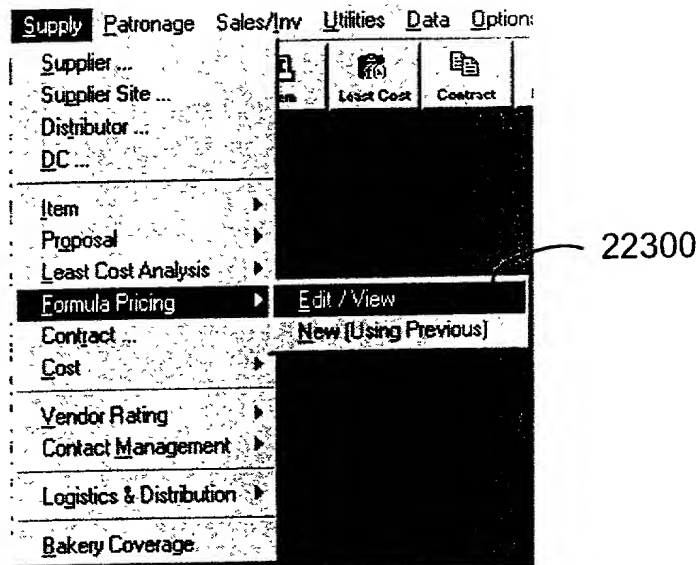 Supply Patronage Sales/Inv Utilities Data Option
Supplier ...
Supplier Site ...
Distributor ...
DC ...
Least Cost Contract
Item
Proposal
Least Cost Analysis
Formula Pricing
Edit / View
New (Using Previous)
Contract ...
Cost
Vendor Rating
Contact Management
Logistics & Distribution
Bakery Coverage
22300